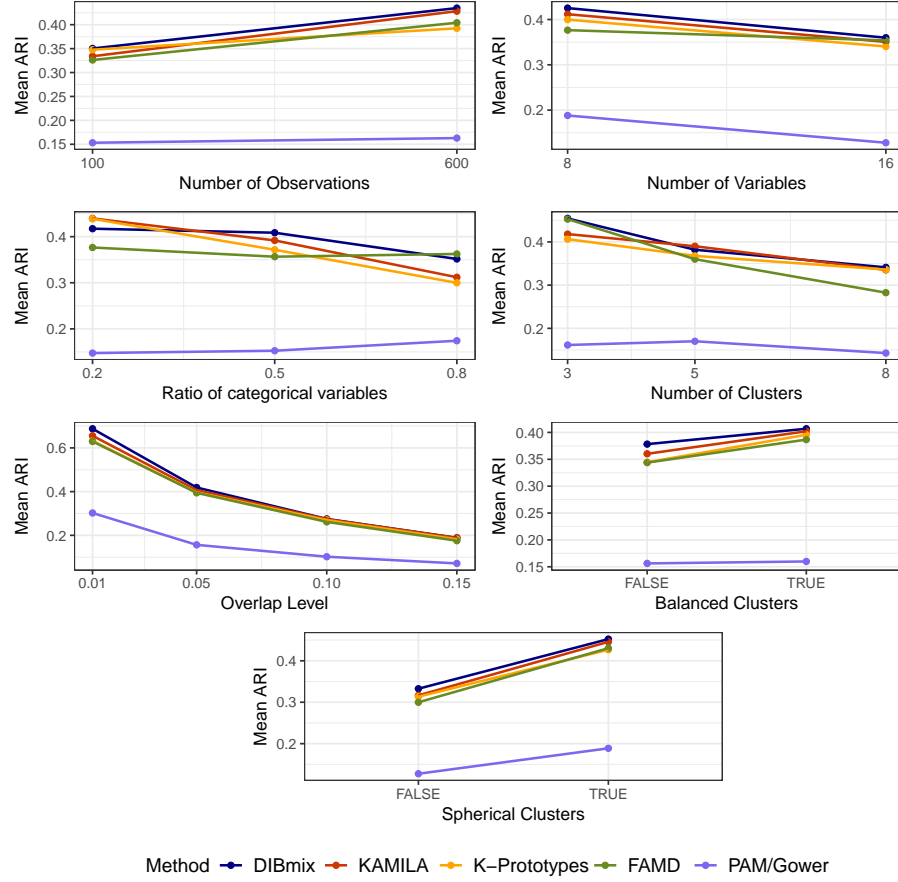 Mean ARI
0.40
0.35
0.30
0.25
0.20
0.15
100
600
Number of Observations
Mean ARI
0.4
0.3
0.2
8
16
Number of Variables
Mean ARI
0.4
0.3
0.2
0.2
0.5
0.8
Ratio of categorical variables
Mean ARI
0.4
0.3
0.2
3
5
8
Number of Clusters
Mean ARI
0.6
0.4
0.2
0.01
0.05
0.10
0.15
Overlap Level
Mean ARI
0.40
0.35
0.30
0.25
0.20
0.15
FALSE
TRUE
Balanced Clusters
Mean ARI
0.4
0.3
0.2
FALSE
TRUE
Spherical Clusters
Method DIBmix KAMILA K−Prototypes FAMD PAM/Gower